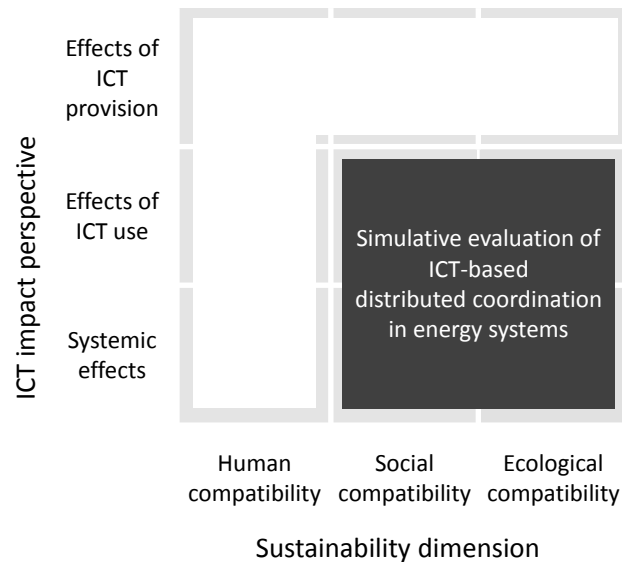 ICT impact perspective
Effects of
ICT
provision
Effects of
ICT use
Systemic
effects
Simulative evaluation of
ICT-based
distributed coordination
in energy systems
Human
compatibility
Social
compatibility
Ecological
compatibility
Sustainability dimension